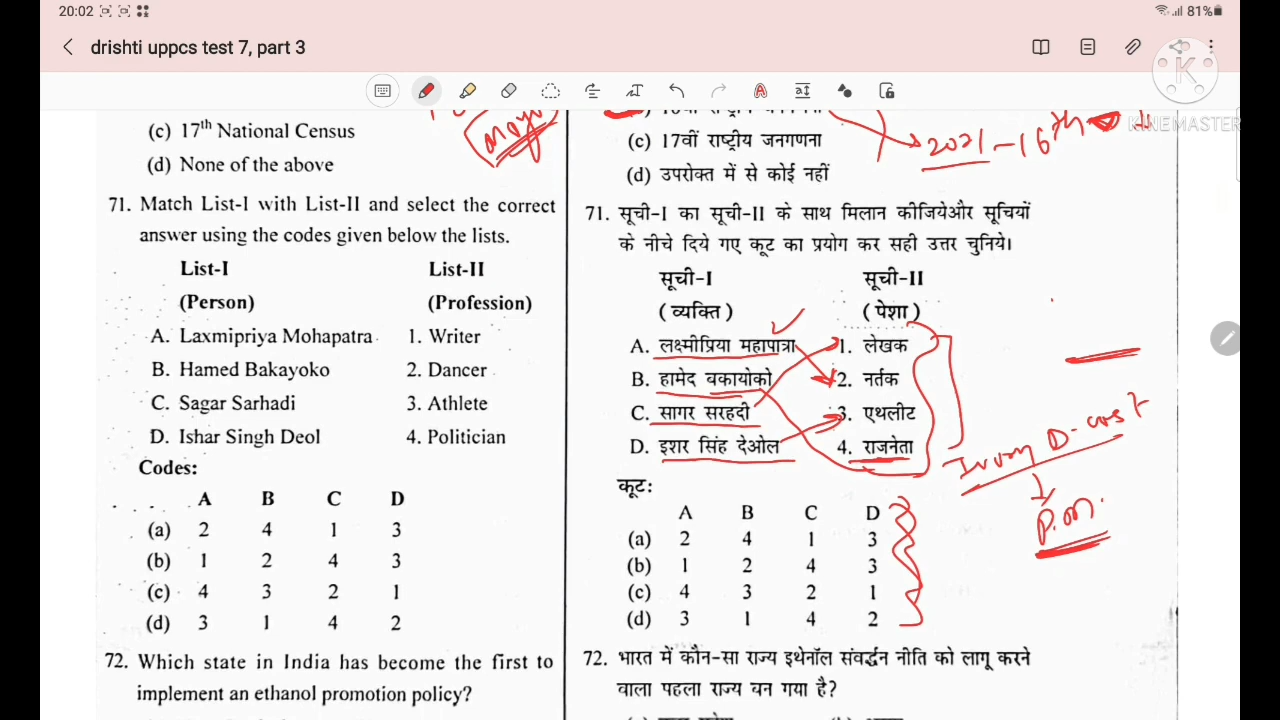 20:02 81%
drishti uppcs test 7, part 3
K
KINEMASTER
(c) 17th National Census
(d) None of the above
71. Match List-I with List-II and select the correct
answer using the codes given below the lists.
List-I List-II
(Person) (Profession)
A. Laxmipriya Mohapatra 1. Writer
B. Hamed Bakayoko 2. Dancer
C. Sagar Sarhadi 3. Athlete
D. Ishar Singh Deol 4. Politician
Codes:
A B C D
(a) 2 4 1 3
(b) 1 2 4 3
(c) 4 3 2 1
(d) 3 1 4 2
72. Which state in India has become the first to
implement an ethanol promotion policy?
(c) 17वीं राष्ट्रीय जनगणना
(d) उपरोक्त में से कोई नहीं
2021 - 16th
71. सूची-I का सूची-II के साथ मिलान कीजियेऔर सूचियों
के नीचे दिये गए कूट का प्रयोग कर सही उत्तर चुनिये।
सूची-I सूची-II
(व्यक्ति) (पेशा)
A. लक्ष्मीप्रिया महापात्रा 1. लेखक
B. हामेद वकायोको 2. नर्तक
C. सागर सरहदी 3. एथलीट
D. इशर सिंह देओल 4. राजनेता
कूटः
A B C D
(a) 2 4 1 3
(b) 1 2 4 3
(c) 4 3 2 1
(d) 3 1 4 2
P.M.
72. भारत में कौन-सा राज्य इथेनॉल संवर्द्धन नीति को लागू करने
वाला पहला राज्य बन गया है?